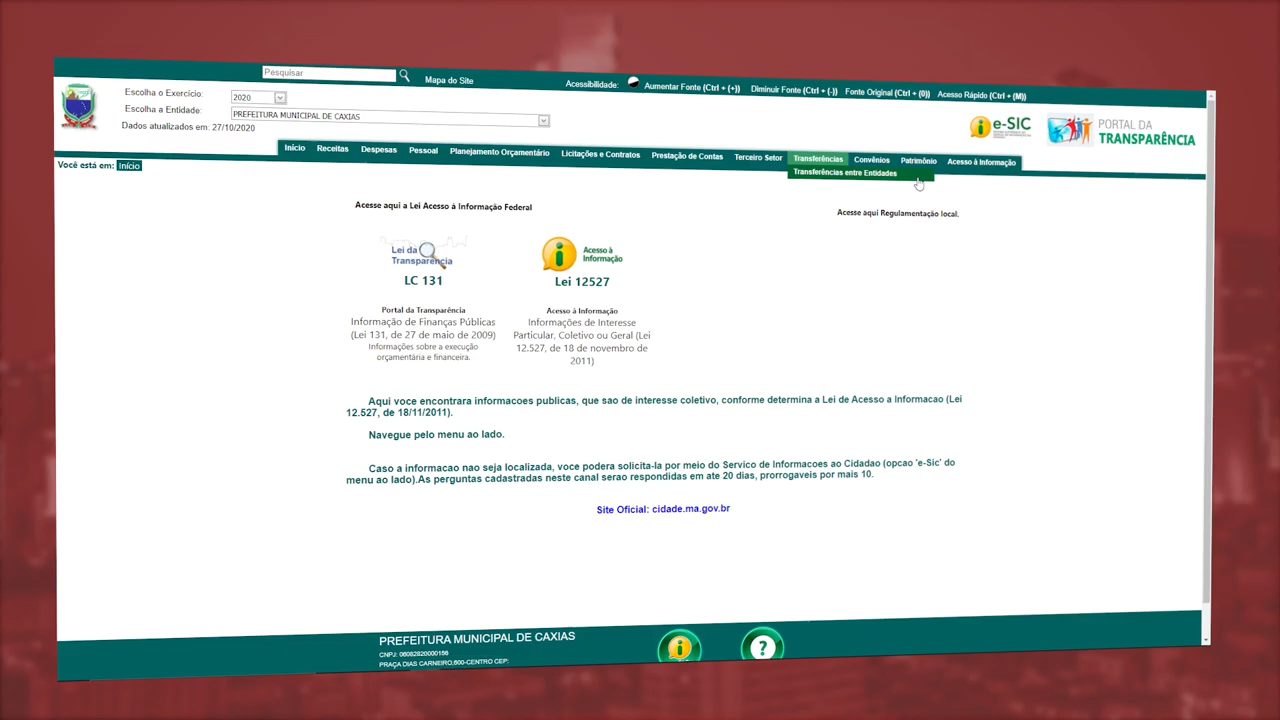 Pesquisar
Mapa do Site
Acessibilidade:
Aumentar Fonte (Ctrl + (+))
Diminuir Fonte (Ctrl + (-))
Fonte Original (Ctrl + (0))
Acesso Rápido (Ctrl + (M))
Escolha o Exercício:
2020
Escolha a Entidade:
PREFEITURA MUNICIPAL DE CAXIAS
Dados atualizados em: 27/10/2020
e-SIC
PORTAL DA
TRANSPARÊNCIA
Início Receitas Despesas Pessoal Planejamento Orçamentário Licitações e Contratos Prestação de Contas Terceiro Setor Transferências Convênios Patrimônio Acesso à Informação
Transferências entre Entidades
Você está em: Início
Acesse aqui a Lei Acesso à Informação Federal
Acesse aqui Regulamentação local.
Lei da
Transparência
LC 131
Portal da Transparência
Informação de Finanças Públicas
(Lei 131, de 27 de maio de 2009)
Informações sobre a execução
orçamentária e financeira.
Acesso à
Informação
Lei 12527
Acesso à Informação
Informações de Interesse
Particular, Coletivo ou Geral (Lei
12.527, de 18 de novembro de
2011)
Aqui voce encontrara informacoes publicas, que sao de interesse coletivo, conforme determina a Lei de Acesso a Informacao (Lei
12.527, de 18/11/2011).
Navegue pelo menu ao lado.
Caso a informacao nao seja localizada, voce podera solicita-la por meio do Servico de Informacoes ao Cidadao (opcao 'e-Sic' do
menu ao lado).As perguntas cadastradas neste canal serao respondidas em ate 20 dias, prorrogaveis por mais 10.
Site Oficial: cidade.ma.gov.br
PREFEITURA MUNICIPAL DE CAXIAS
CNPJ: 06082820000156
PRAÇA DIAS CARNEIRO,600-CENTRO CEP: